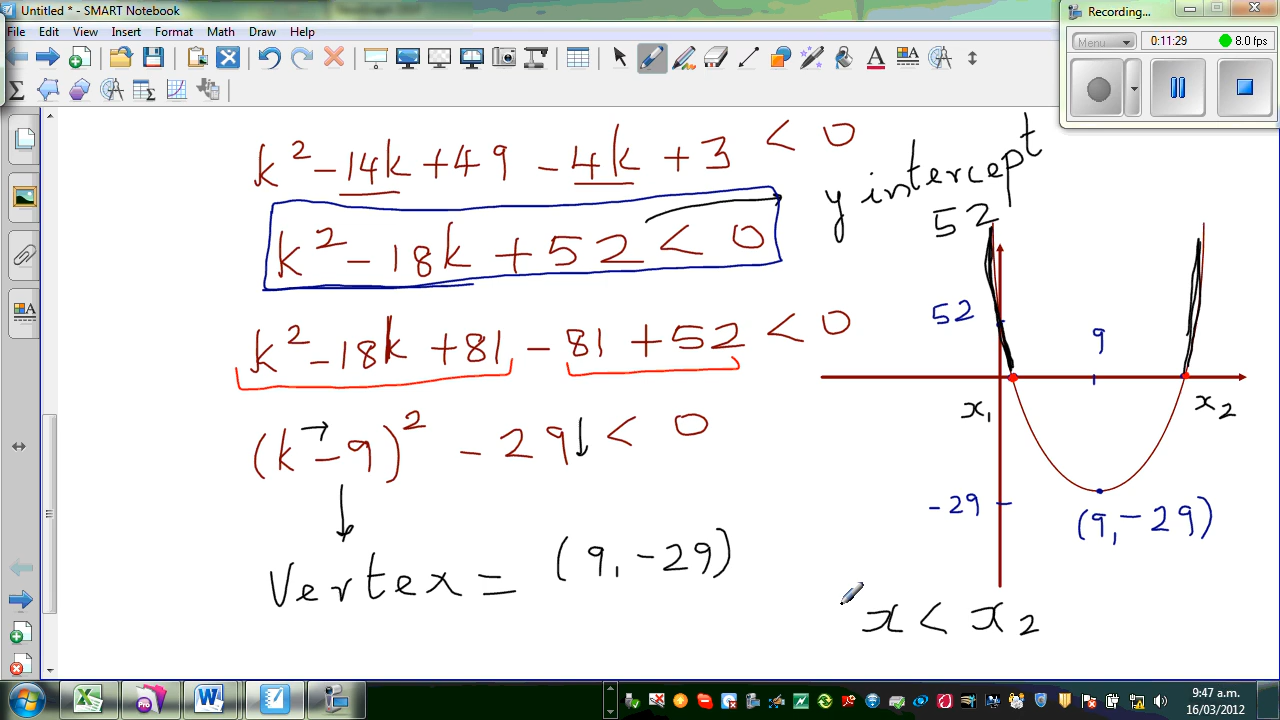 Untitled * - SMART Notebook
File Edit View Insert Format Math Draw Help
Recording...
Menu
0:11:29
8.0 fps
k² - 14k + 49 - 4k + 3 < 0
k² - 18k + 52 < 0
k² - 18k + 81 - 81 + 52 < 0
(k - 9)² - 29 < 0
Vertex = (9, -29)
y intercept
52
52
9
x₁
x₂
-29
(9, -29)
x < x₂
9:47 a.m.
16/03/2012